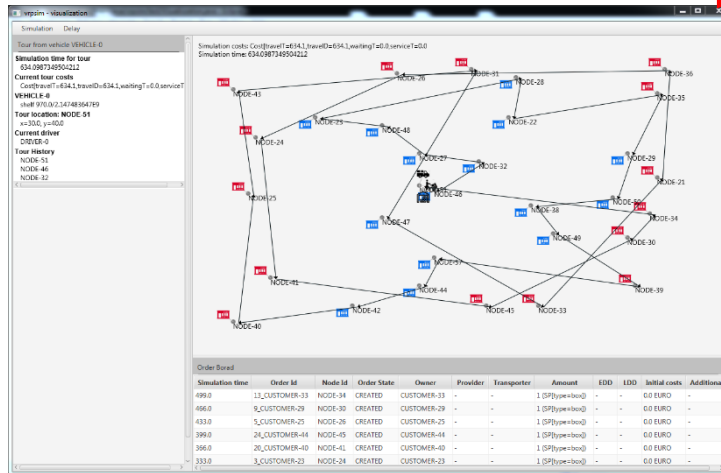 vrpsim - visualization
Simulation Delay
Tour from vehicle VEHICLE-0
Simulation time for tour
634.0987349504212
Current tour costs
Cost[travelT=634.1,travelD=634.1,waitingT=0.0,serviceT
VEHICLE-0
shelf 970.0/2,147483647E9
Tour location: NODE-51
x=30.0, y=40.0
Current driver
DRIVER-0
Tour History
NODE-51
NODE-46
NODE-32
Simulation costs: Cost[travelT=634.1,travelD=634.1,waitingT=0.0,serviceT=0.0
Simulation time: 634.0987349504212
NODE-31
NODE-36
NODE-26
NODE-28
NODE-43
NODE-35
NODE-23
NODE-22
NODE-48
NODE-24
NODE-27
NODE-29
NODE-32
NODE-21
NODE-25
NODE-46
NODE-50
NODE-38
NODE-34
NODE-47
NODE-49
NODE-30
NODE-37
NODE-41
NODE-44
NODE-39
NODE-42
NODE-45
NODE-33
NODE-40
Order Borad
Simulation time Order Id Node Id Order State Owner Provider Transporter Amount EDD LDD Initial costs Additiona
499.0 13_CUSTOMER-33 NODE-34 CREATED CUSTOMER-33 - - 1 (SP[type=box]) - - 0.0 EURO -
466.0 9_CUSTOMER-29 NODE-30 CREATED CUSTOMER-29 - - 1 (SP[type=box]) - - 0.0 EURO -
433.0 5_CUSTOMER-25 NODE-26 CREATED CUSTOMER-25 - - 1 (SP[type=box]) - - 0.0 EURO -
399.0 24_CUSTOMER-44 NODE-45 CREATED CUSTOMER-44 - - 1 (SP[type=box]) - - 0.0 EURO -
366.0 20_CUSTOMER-40 NODE-41 CREATED CUSTOMER-40 - - 1 (SP[type=box]) - - 0.0 EURO -
333.0 3_CUSTOMER-23 NODE-24 CREATED CUSTOMER-23 - - 1 (SP[type=box]) - - 0.0 EURO -